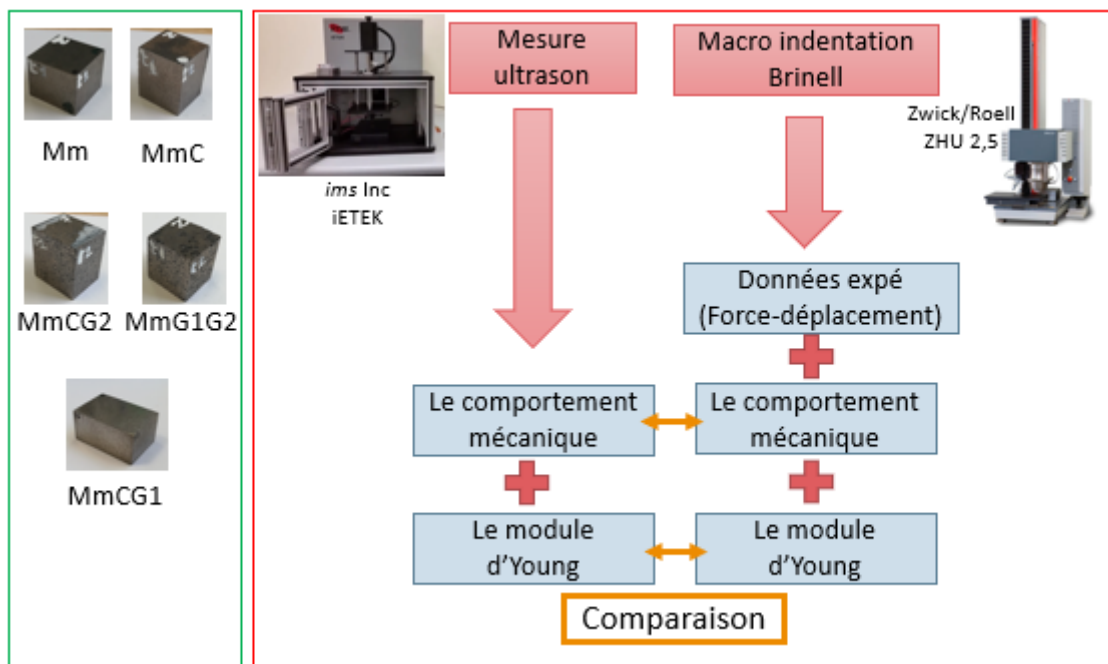 Mm
MmC
MmCG2
MmG1G2
MmCG1
ims Inc
iETEK
Mesure
ultrason
Macro indentation
Brinell
Zwick/Roell
ZHU 2,5
Données expé
(Force-déplacement)
Le comportement
mécanique
Le comportement
mécanique
Le module
d'Young
Le module
d'Young
Comparaison